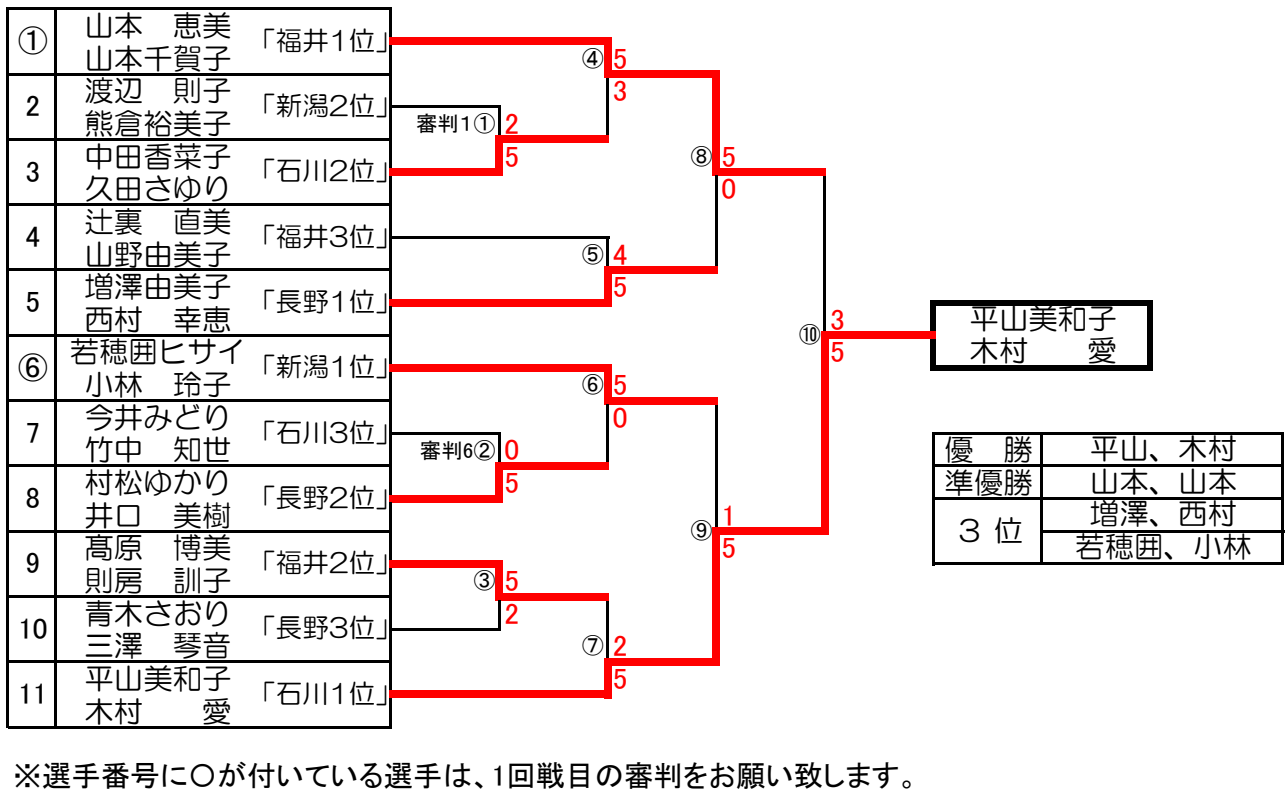 ① 山本　恵美 「福井1位」
山本千賀子
④ 5
3
2 渡辺　則子 「新潟2位」
熊倉裕美子
審判1① 2
5
3 中田香菜子 「石川2位」
久田さゆり
⑧ 5
0
4 辻裏　直美 「福井3位」
山野由美子
⑤ 4
5
5 増澤由美子 「長野1位」
西村　幸恵
⑩ 3
5
平山美和子
木村　　愛
⑥ 若穂囲ヒサイ 「新潟1位」
小林　玲子
⑥ 5
0
7 今井みどり 「石川3位」
竹中　知世
審判6② 0
5
8 村松ゆかり 「長野2位」
井口　美樹
⑨ 1
5
9 髙原　博美 「福井2位」
則房　訓子
③ 5
2
10 青木さおり 「長野3位」
三澤　琴音
⑦ 2
5
11 平山美和子 「石川1位」
木村　　愛
優　勝 平山、木村
準優勝 山本、山本
３ 位 増澤、西村
若穂囲、小林
※選手番号に〇が付いている選手は、1回戦目の審判をお願い致します。